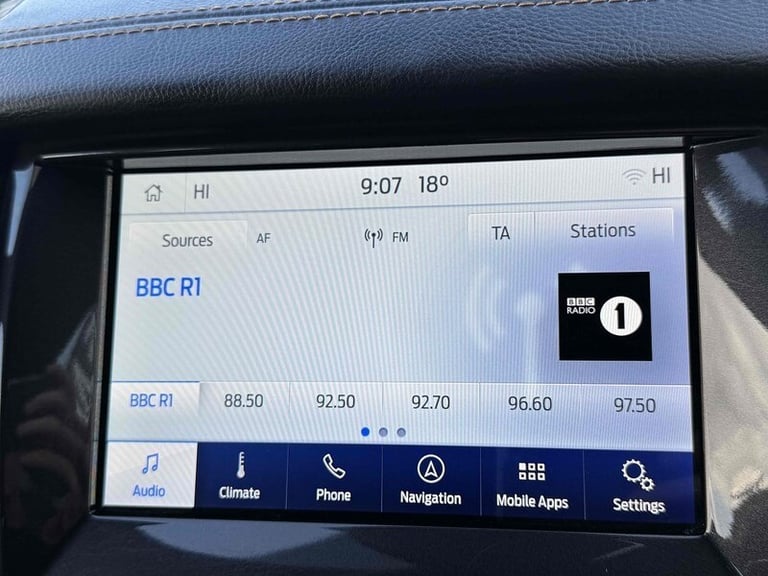 HI 9:07 18° HI
Sources AF FM TA Stations
BBC R1
BBC
RADIO 1
BBC R1 88.50 92.50 92.70 96.60 97.50
Audio Climate Phone Navigation Mobile Apps Settings